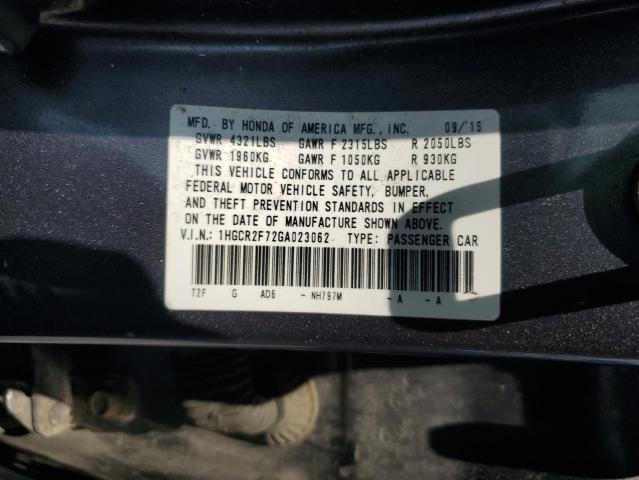 MFD. BY HONDA OF AMERICA MFG., INC. 09/15
GVWR 4321LBS GAWR F 2315LBS R 2050LBS
GVWR 1960KG GAWR F 1050KG R 930KG
THIS VEHICLE CONFORMS TO ALL APPLICABLE
FEDERAL MOTOR VEHICLE SAFETY, BUMPER,
AND THEFT PREVENTION STANDARDS IN EFFECT
ON THE DATE OF MANUFACTURE SHOWN ABOVE.
V.I.N.: 1HGCR2F72GA023062 TYPE: PASSENGER CAR
T2F G AD6 - NH797M - A - A